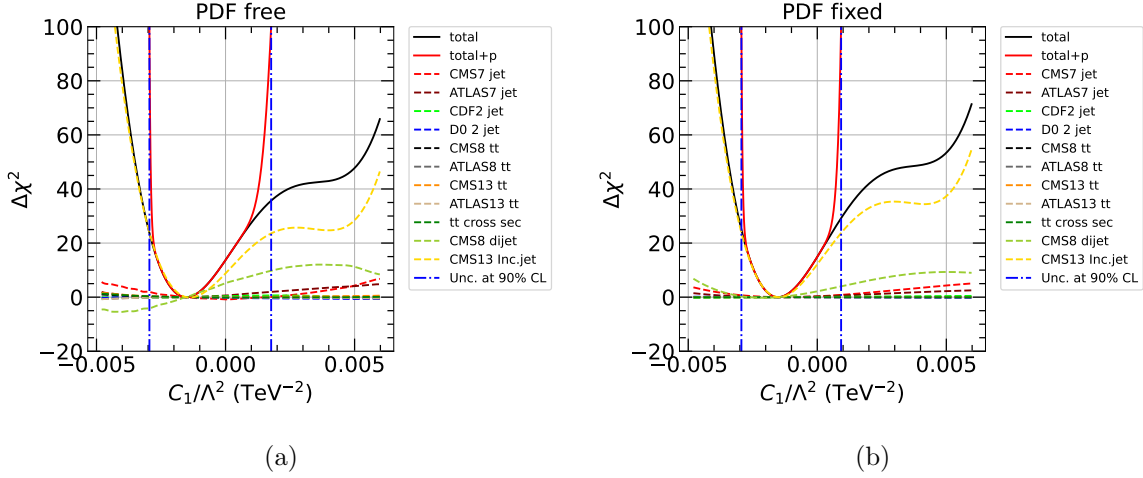 PDF free
100
80
60
40
20
0
−20
Δχ²
−0.005
0.000
0.005
C₁/Λ² (TeV⁻²)
total
total+p
CMS7 jet
ATLAS7 jet
CDF2 jet
D0 2 jet
CMS8 tt
ATLAS8 tt
CMS13 tt
ATLAS13 tt
tt cross sec
CMS8 dijet
CMS13 Inc.jet
Unc. at 90% CL
(a)
PDF fixed
100
80
60
40
20
0
−20
Δχ²
−0.005
0.000
0.005
C₁/Λ² (TeV⁻²)
total
total+p
CMS7 jet
ATLAS7 jet
CDF2 jet
D0 2 jet
CMS8 tt
ATLAS8 tt
CMS13 tt
ATLAS13 tt
tt cross sec
CMS8 dijet
CMS13 Inc.jet
Unc. at 90% CL
(b)